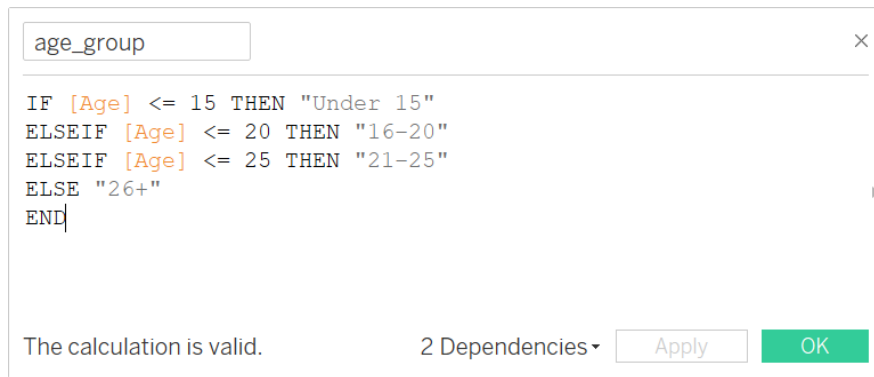 age_group
IF [Age] <= 15 THEN "Under 15"
ELSEIF [Age] <= 20 THEN "16-20"
ELSEIF [Age] <= 25 THEN "21-25"
ELSE "26+"
END
The calculation is valid. 2 Dependencies Apply OK